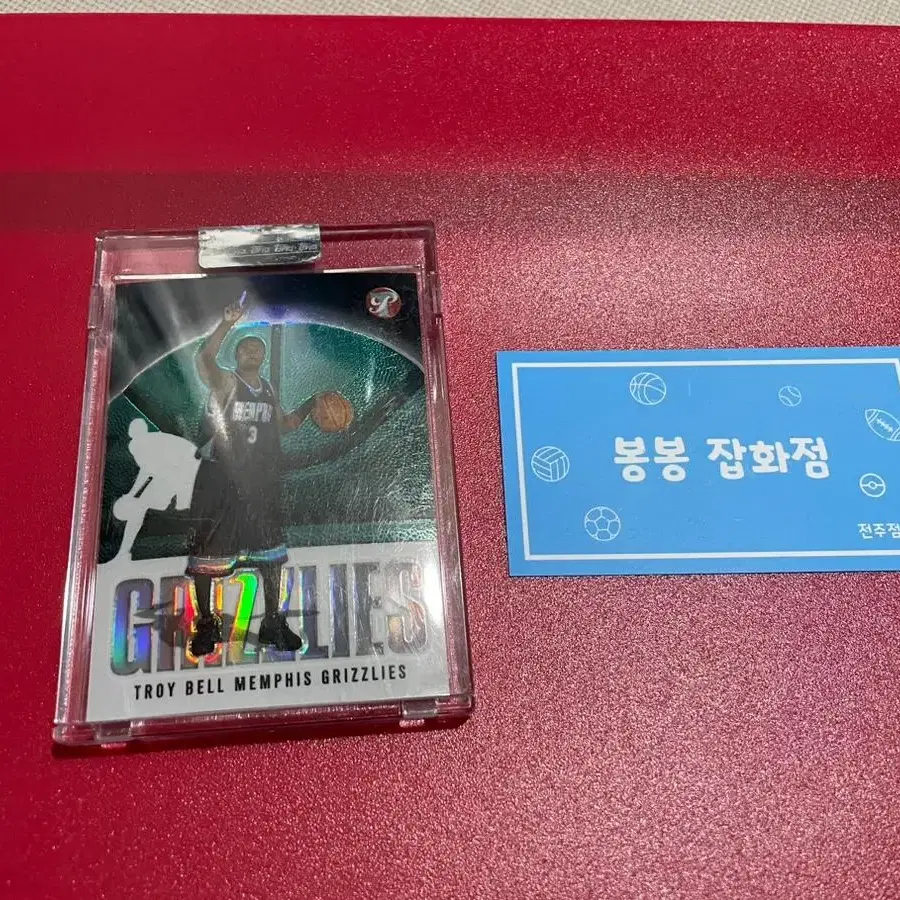 MEMPHIS
3
GRIZZLIES
TROY BELL MEMPHIS GRIZZLIES
봉봉 잡화점
전주점